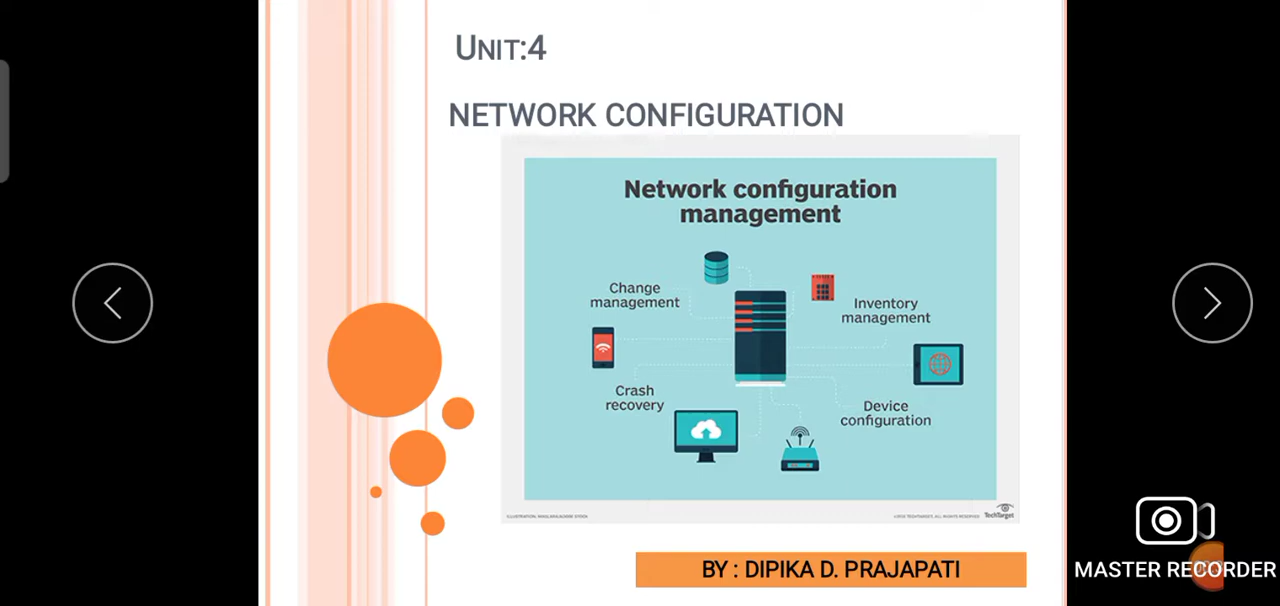 UNIT:4
NETWORK CONFIGURATION
Network configuration
management
Change
management
Inventory
management
Crash
recovery
Device
configuration
TechTarget
BY : DIPIKA D. PRAJAPATI
MASTER RECORDER